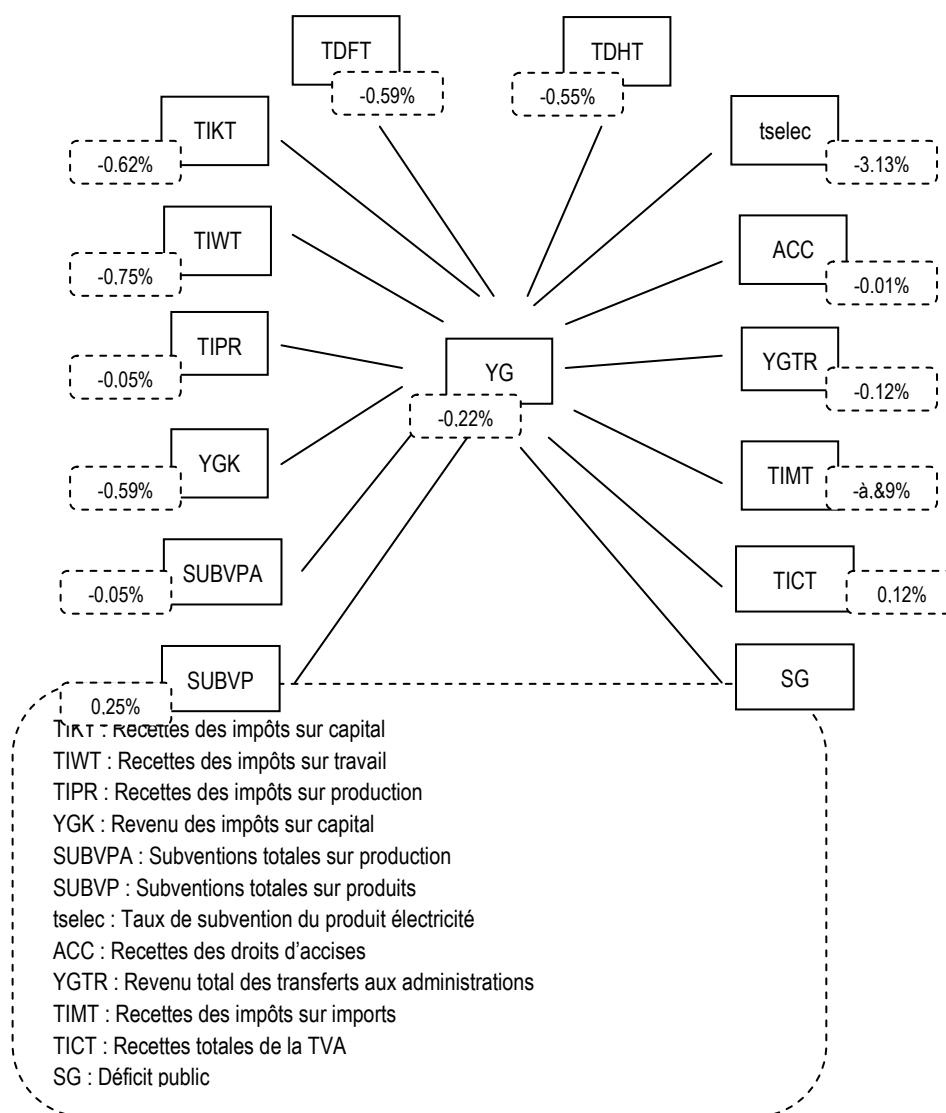 TDFT
-0.59%
TDHT
-0.55%
TIKT
-0.62%
tselec
-3.13%
TIWT
-0.75%
ACC
-0.01%
TIPR
-0.05%
YG
-0.22%
YGTR
-0.12%
YGK
-0.59%
TIMT
-à.&9%
SUBVPA
-0.05%
TICT
0.12%
SUBVP
0.25%
SG
TIKT : Recettes des impôts sur capital
TIWT : Recettes des impôts sur travail
TIPR : Recettes des impôts sur production
YGK : Revenu des impôts sur capital
SUBVPA : Subventions totales sur production
SUBVP : Subventions totales sur produits
tselec : Taux de subvention du produit électricité
ACC : Recettes des droits d’accises
YGTR : Revenu total des transferts aux administrations
TIMT : Recettes des impôts sur imports
TICT : Recettes totales de la TVA
SG : Déficit public